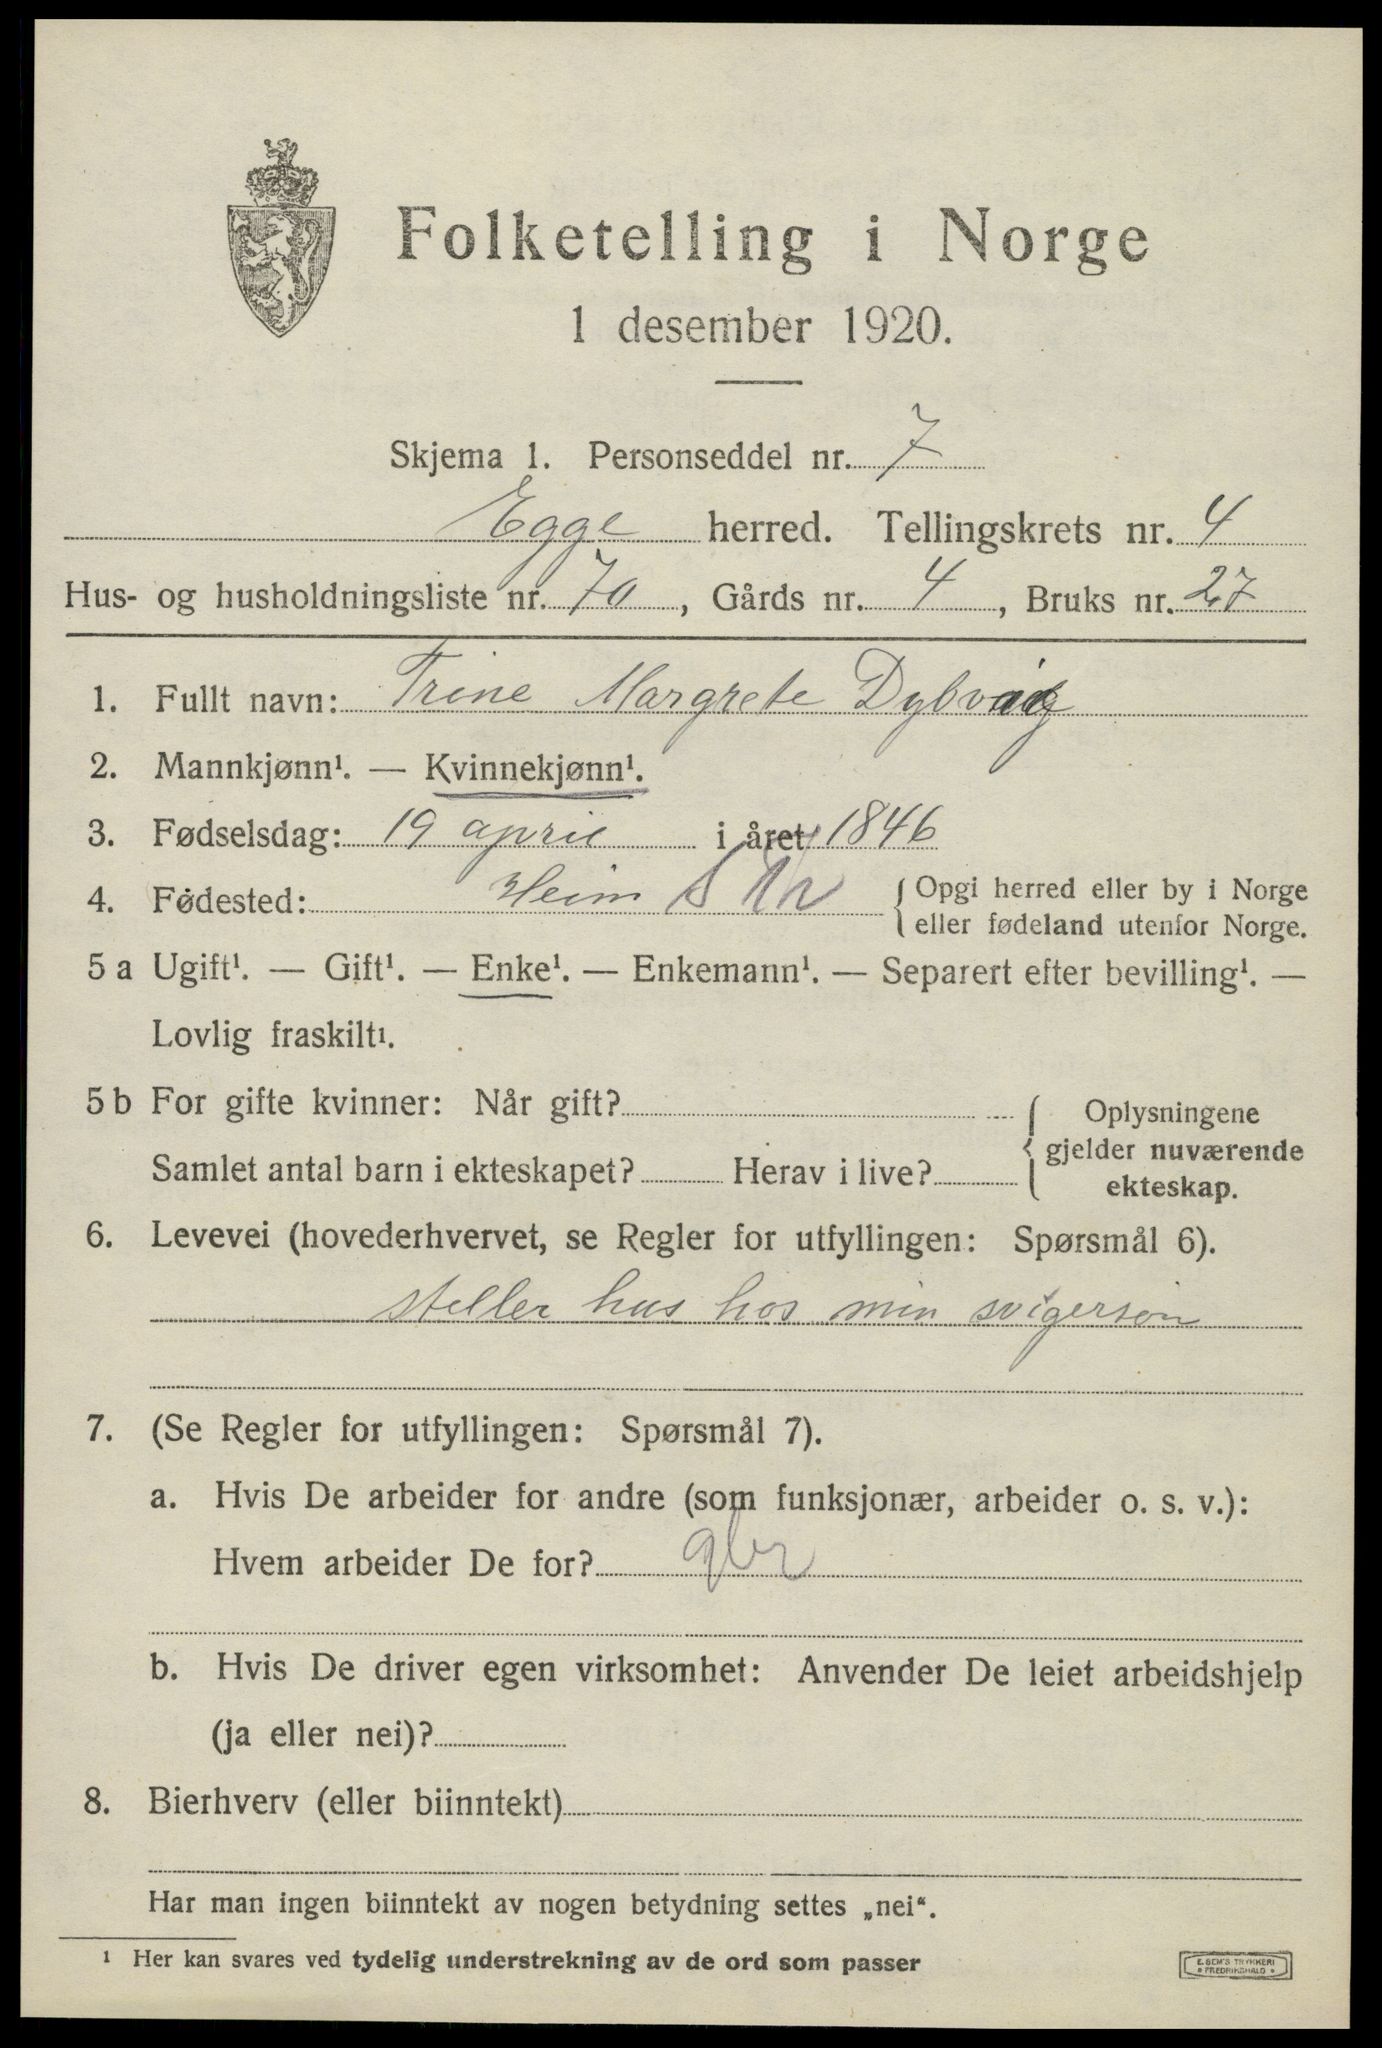 Folketelling i Norge
1 desember 1920.
Skjema 1. Personseddel nr. 7
Egge herred. Tellingskrets nr. 4
Hus- og husholdningsliste nr. 70, Gårds nr. 4, Bruks nr. 27
1. Fullt navn: Trine Margrete Dybvig
2. Mannkjønn¹. — Kvinnekjønn¹.
3. Fødselsdag: 19 april i året 1846
4. Fødested: Heim S Tr { Opgi herred eller by i Norge
eller fødeland utenfor Norge.
5 a Ugift¹. — Gift¹. — Enke¹. — Enkemann¹. — Separert efter bevilling¹. —
Lovlig fraskilt¹.
5 b For gifte kvinner: Når gift? { Oplysningene
gjelder nuværende
Samlet antal barn i ekteskapet? Herav i live?
ekteskap.
6. Levevei (hovederhvervet, se Regler for utfyllingen: Spørsmål 6).
steller hus hos min svigersøn
7. (Se Regler for utfyllingen: Spørsmål 7).
a. Hvis De arbeider for andre (som funksjonær, arbeider o. s. v.):
Hvem arbeider De for?
b. Hvis De driver egen virksomhet: Anvender De leiet arbeidshjelp
(ja eller nei)?
8. Bierhverv (eller biinntekt)
Har man ingen biinntekt av nogen betydning settes „nei“.
¹ Her kan svares ved tydelig understrekning av de ord som passer
E. SEM'S TRYKKERI
• FREDRIKSHALD •